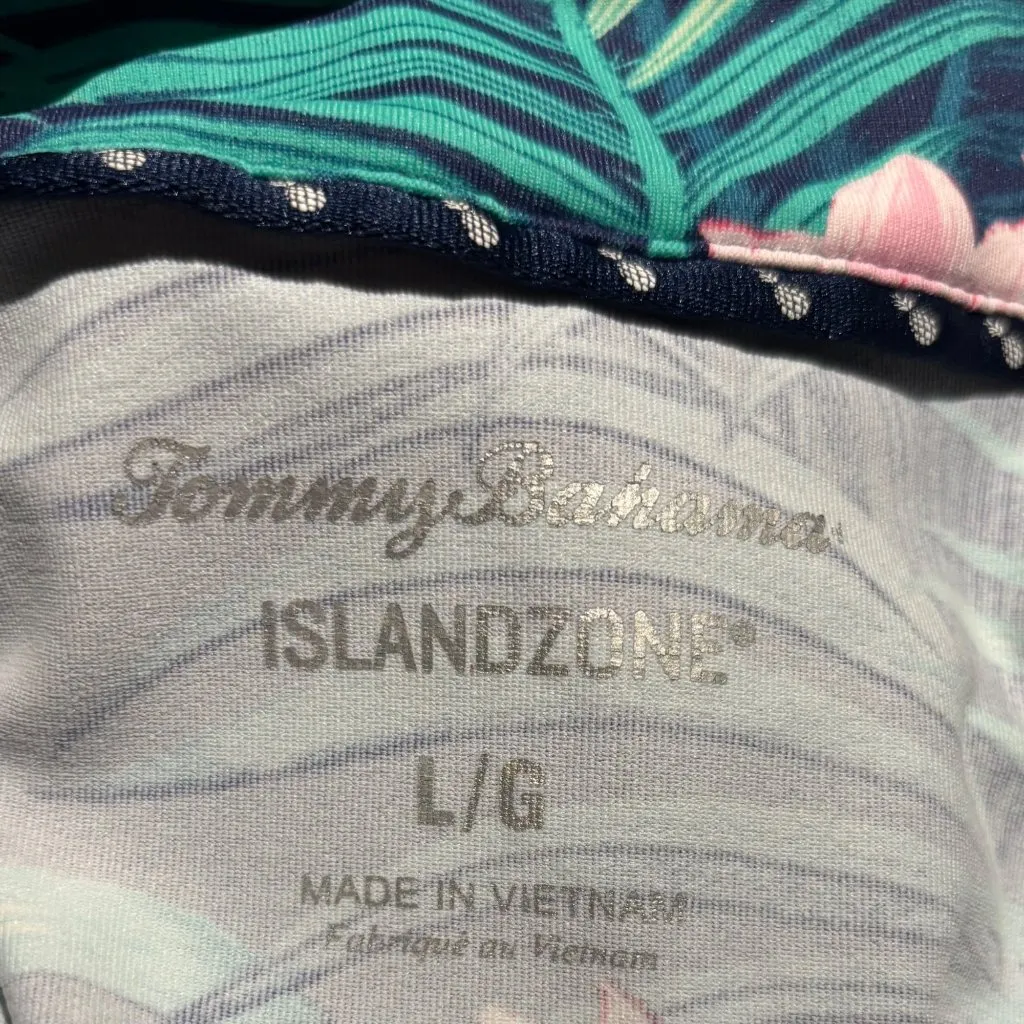 Tommy Bahama
ISLANDZONE®
L/G
MADE IN VIETNAM
Fabriqué au Vietnam